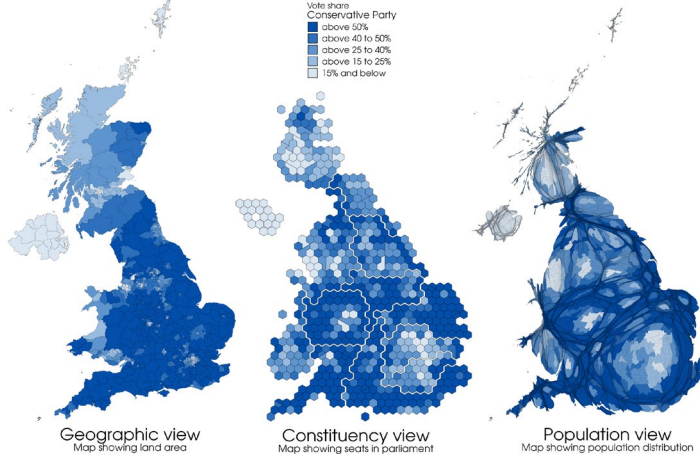 Vote share
Conservative Party
above 50%
above 40 to 50%
above 25 to 40%
above 15 to 25%
15% and below
Geographic view
Map showing land area
Constituency view
Map showing seats in parliament
Population view
Map showing population distribution